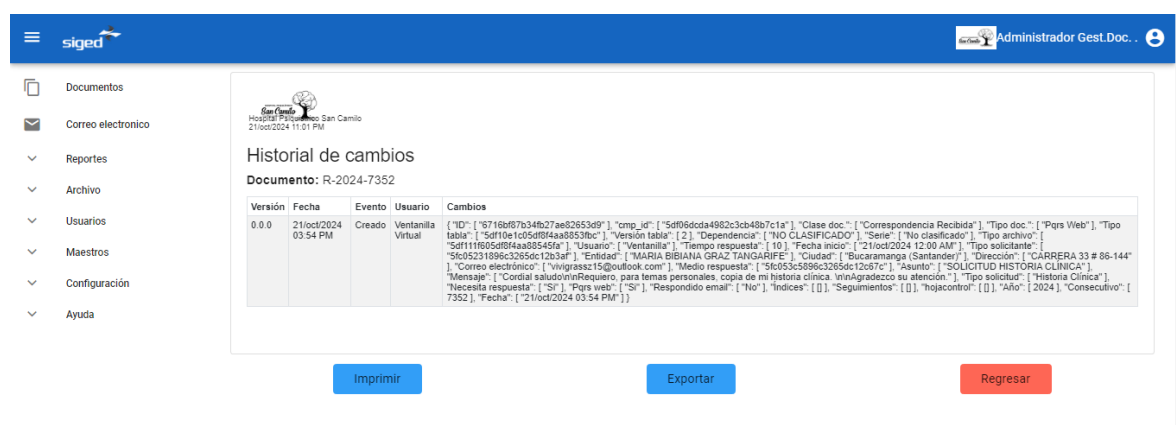 siged
San Camilo Administrador Gest.Doc. .
Documentos
Correo electronico
Reportes
Archivo
Usuarios
Maestros
Configuración
Ayuda
San Camilo
Hospital Psiquiátrico San Camilo
21/oct/2024 11:01 PM
Historial de cambios
Documento: R-2024-7352
Versión Fecha Evento Usuario Cambios
0.0.0 21/oct/2024 03:54 PM Creado Ventanilla Virtual
{ "ID": [ "6716bf87b34fb27ae82653d9" ], "cmp_id": [ "5df06dcda4982c3cb48b7c1a" ], "Clase doc.": [ "Correspondencia Recibida" ], "Tipo doc.": [ "Pqrs Web" ], "Tipo
tabla": [ "5df10e1c05df8f4aa8853fbc" ], "Versión tabla": [ 2 ], "Dependencia": [ "NO CLASIFICADO" ], "Serie": [ "No clasificado" ], "Tipo archivo": [
"5df111f605df8f4aa88545fa" ], "Usuario": [ "Ventanilla" ], "Tiempo respuesta": [ 10 ], "Fecha inicio": [ "21/oct/2024 12:00 AM" ], "Tipo solicitante": [
"5fc05231896c3265dc12b3af" ], "Entidad": [ "MARIA BIBIANA GRAZ TANGARIFE" ], "Ciudad": [ "Bucaramanga (Santander)" ], "Dirección": [ "CARRERA 33 # 86-144"
], "Correo electrónico": [ "vivigrassz15@outlook.com" ], "Medio respuesta": [ "5fc053c5896c3265dc12c67c" ], "Asunto": [ "SOLICITUD HISTORIA CLINICA" ],
"Mensaje": [ "Cordial saludo\n\nRequiero, para temas personales, copia de mi historia clínica. \n\nAgradezco su atención." ], "Tipo solicitud": [ "Historia Clínica" ],
"Necesita respuesta": [ "Si" ], "Pqrs web": [ "Si" ], "Respondido email": [ "No" ], "Índices": [ [] ], "Seguimientos": [ [] ], "hojacontrol": [ [] ], "Año": [ 2024 ], "Consecutivo": [
7352 ], "Fecha": [ "21/oct/2024 03:54 PM" ] }
Imprimir
Exportar
Regresar